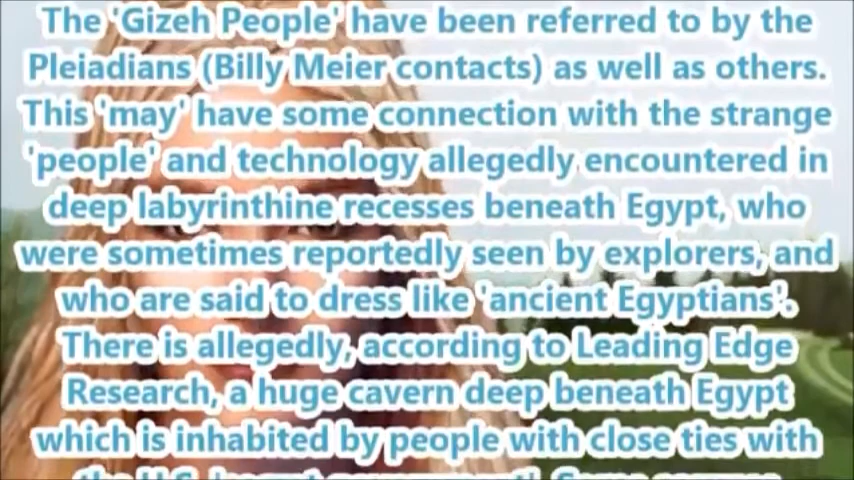 The 'Gizeh People' have been referred to by the
Pleiadians (Billy Meier contacts) as well as others.
This 'may' have some connection with the strange
'people' and technology allegedly encountered in
deep labyrinthine recesses beneath Egypt, who
were sometimes reportedly seen by explorers, and
who are said to dress like 'ancient Egyptians'.
There is allegedly, according to Leading Edge
Research, a huge cavern deep beneath Egypt
which is inhabited by people with close ties with
the U.S.